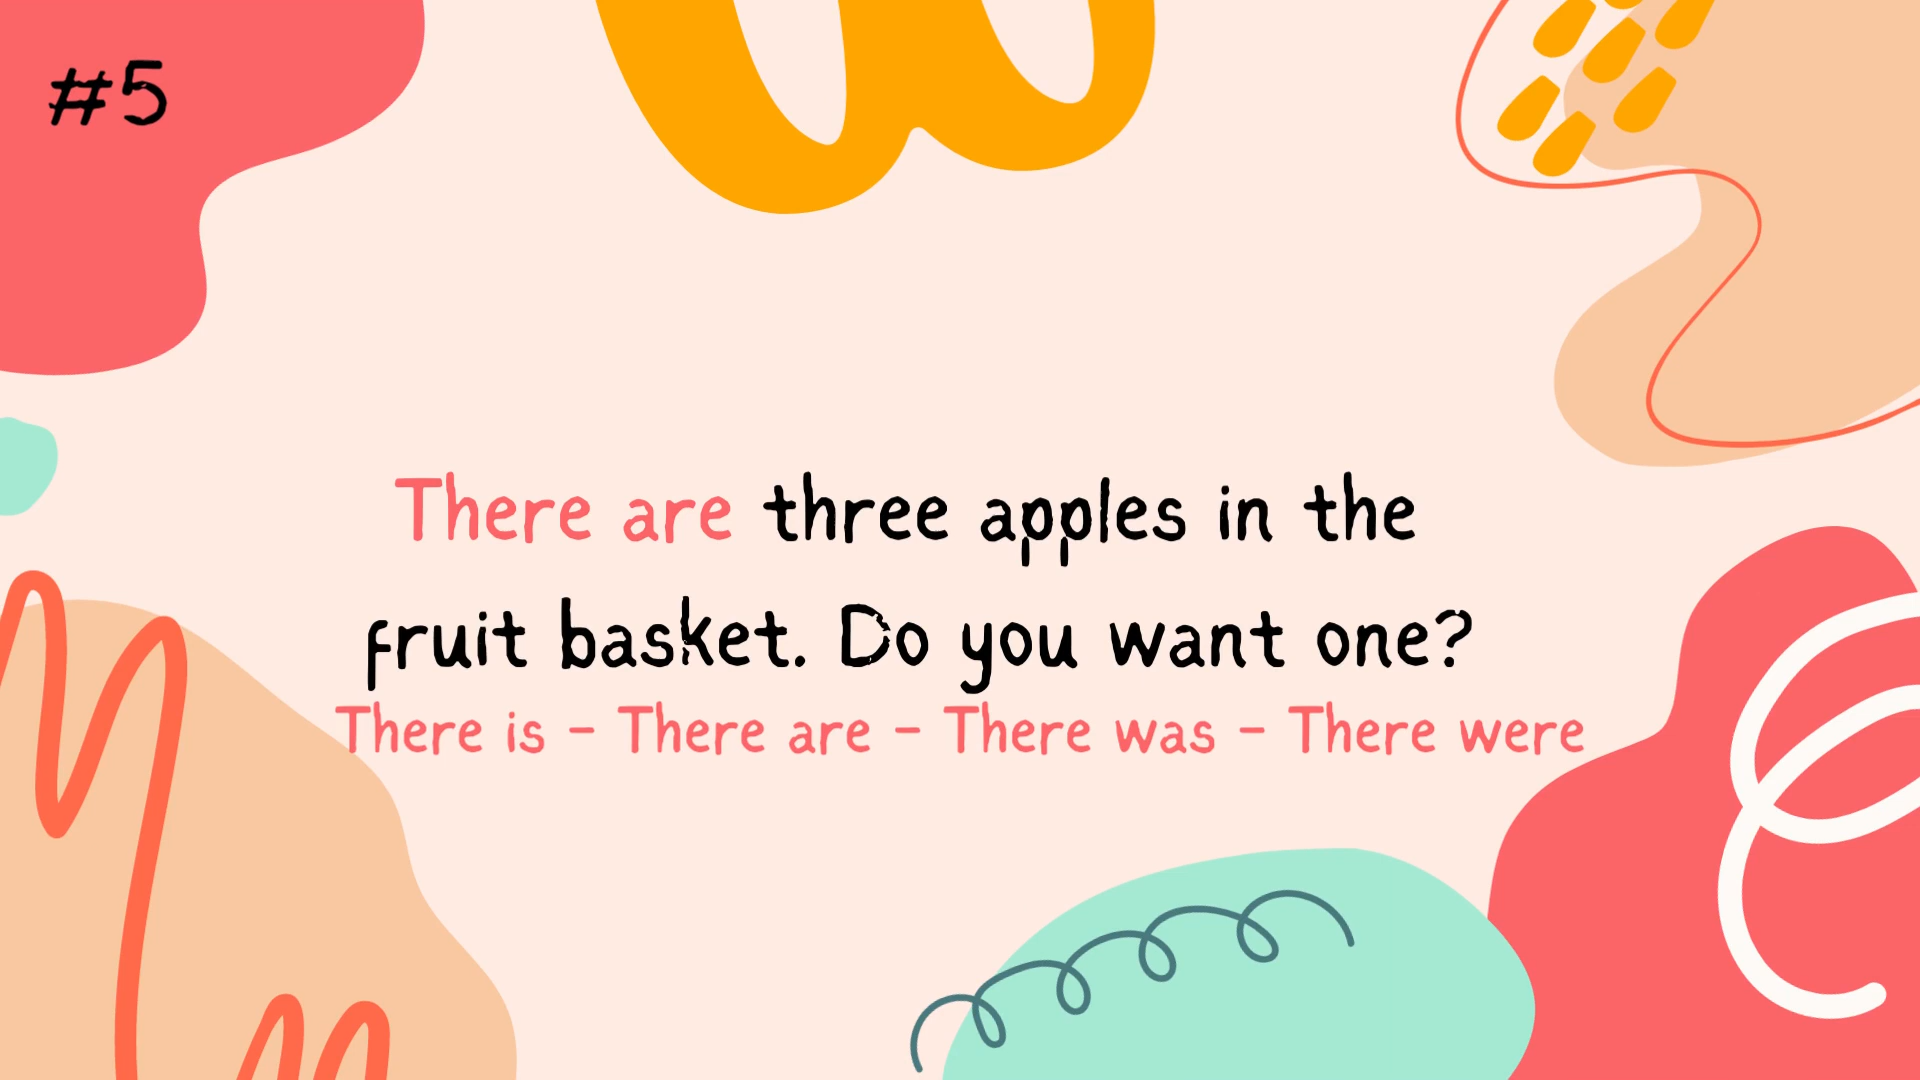 #5
There are three apples in the
fruit basket. Do you want one?
There is - There are - There was - There were